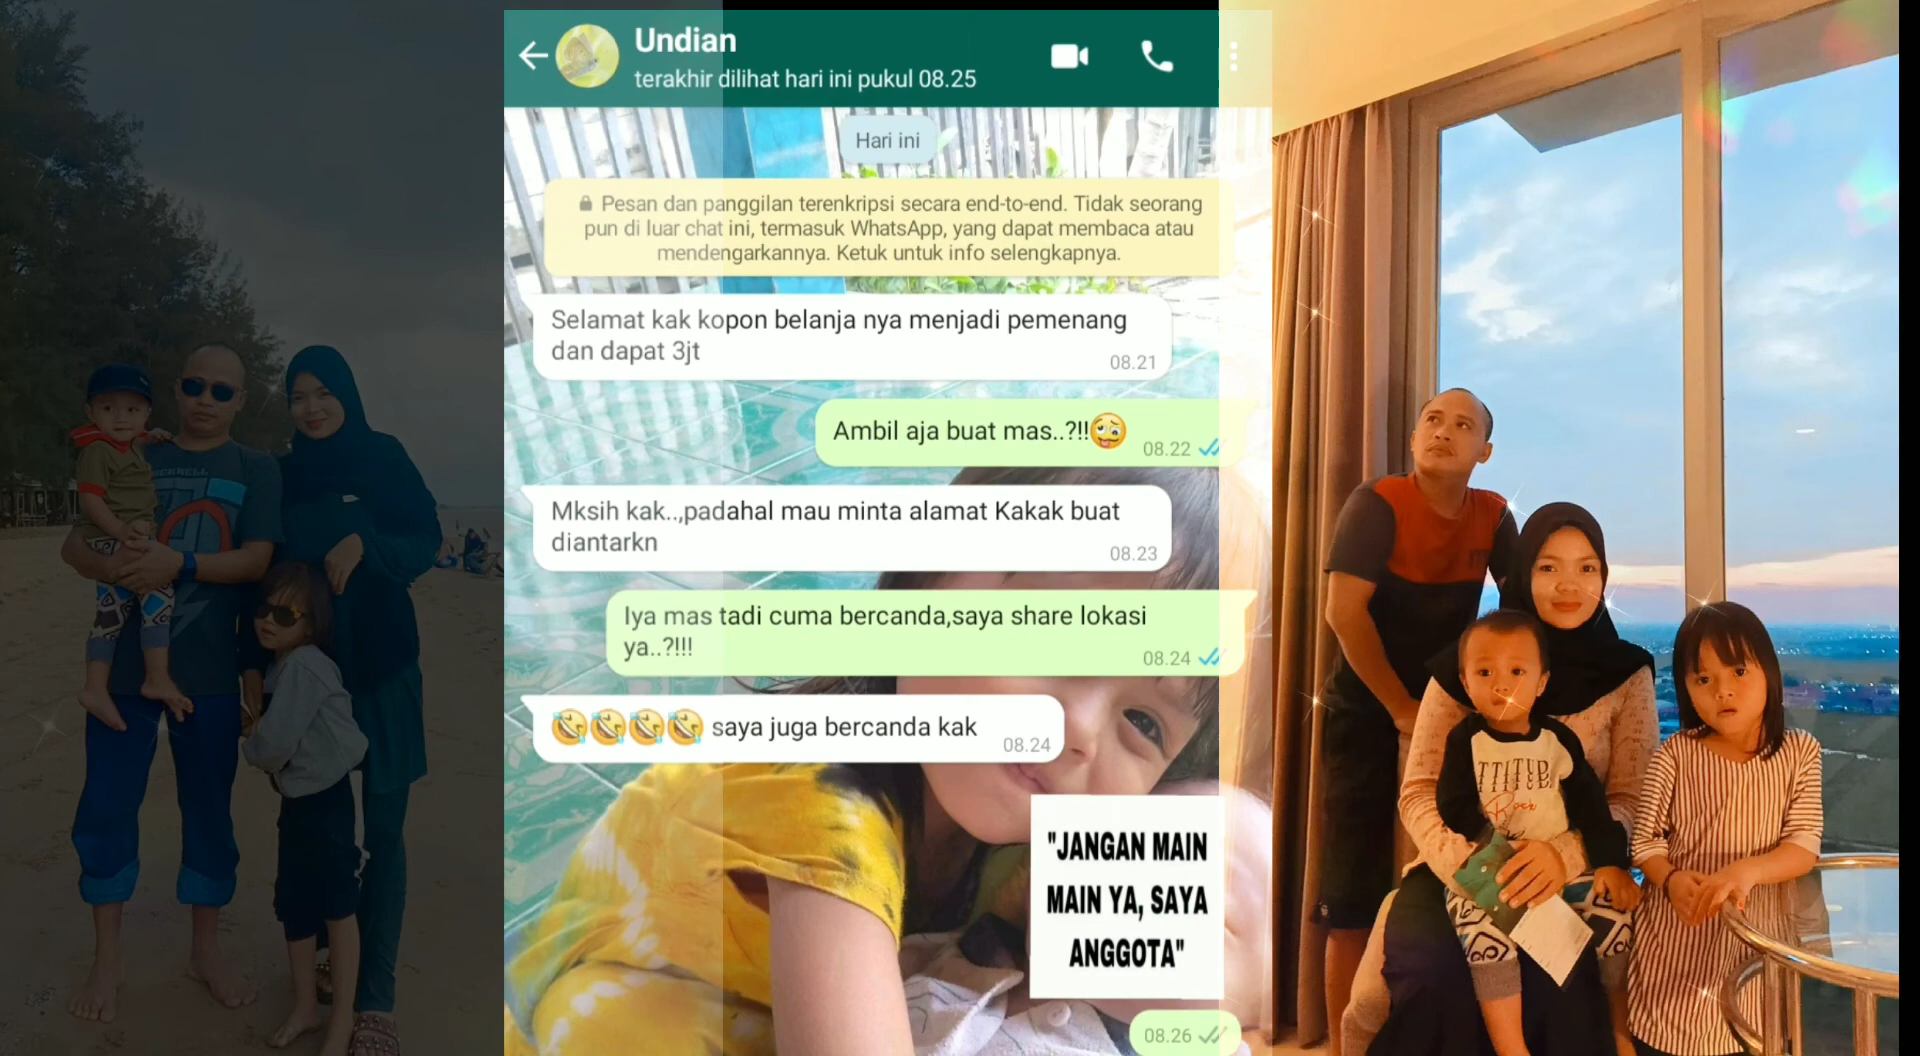 Undian
terakhir dilihat hari ini pukul 08.25
Hari ini
Pesan dan panggilan terenkripsi secara end-to-end. Tidak seorang
pun di luar chat ini, termasuk WhatsApp, yang dapat membaca atau
mendengarkannya. Ketuk untuk info selengkapnya.
Selamat kak kopon belanja nya menjadi pemenang
dan dapat 3jt
08.21
Ambil aja buat mas..?!!🥴
08.22
Mksih kak..,padahal mau minta alamat Kakak buat
diantarkn
08.23
Iya mas tadi cuma bercanda,saya share lokasi
ya..?!!!
08.24
🤣🤣🤣🤣 saya juga bercanda kak
08.24
"JANGAN MAIN
MAIN YA, SAYA
ANGGOTA"
08.26
TTITUD
Rock